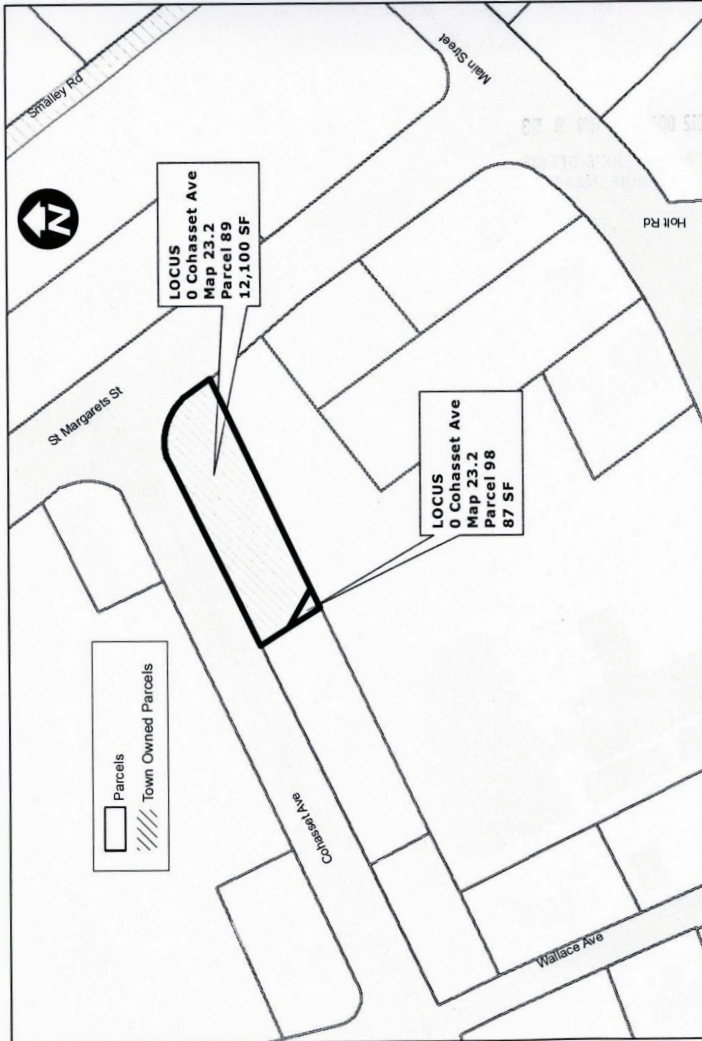 Smalley Rd
N
Main Street
LOCUS
0 Cohasset Ave
Map 23.2
Parcel 89
12,100 SF
St Margarets St
Holt Rd
LOCUS
0 Cohasset Ave
Map 23.2
Parcel 98
87 SF
Parcels
Town Owned Parcels
Cohasset Ave
Wallace Ave